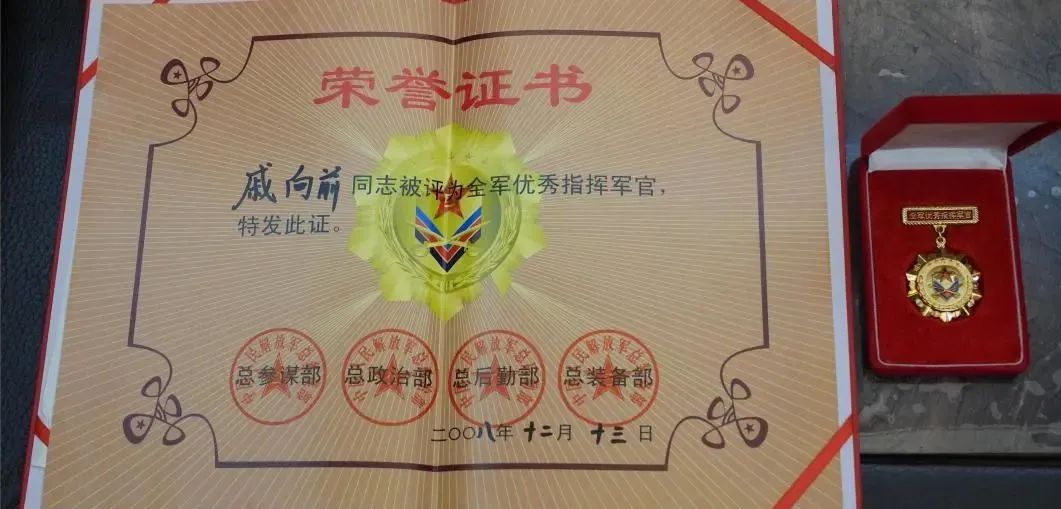 荣誉证书
戚向前同志被评为全军优秀指挥军官，
特发此证。
总参谋部 总政治部 总后勤部 总装备部
二〇〇八年十二月十三日
全军优秀指挥军官